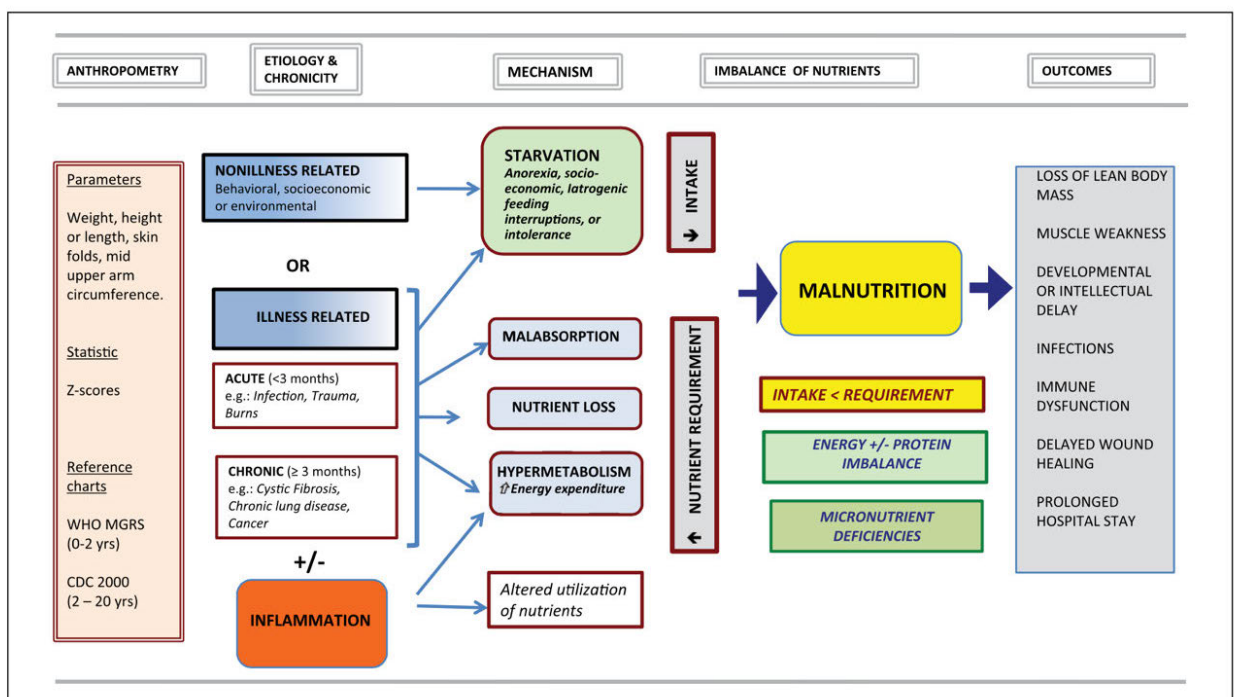 ANTHROPOMETRY
ETIOLOGY &
CHRONICITY
MECHANISM
IMBALANCE OF NUTRIENTS
OUTCOMES
Parameters
Weight, height
or length, skin
folds, mid
upper arm
circumference.
Statistic
Z-scores
Reference
charts
WHO MGRS
(0-2 yrs)
CDC 2000
(2 – 20 yrs)
NONILLNESS RELATED
Behavioral, socioeconomic
or environmental
OR
ILLNESS RELATED
ACUTE (<3 months)
e.g.: Infection, Trauma,
Burns
CHRONIC (≥ 3 months)
e.g.: Cystic Fibrosis,
Chronic lung disease,
Cancer
+/-
INFLAMMATION
STARVATION
Anorexia, socio-
economic, Iatrogenic
feeding
interruptions, or
intolerance
MALABSORPTION
NUTRIENT LOSS
HYPERMETABOLISM
⇧Energy expenditure
Altered utilization
of nutrients
↓ INTAKE
↑ NUTRIENT REQUIREMENT
MALNUTRITION
INTAKE < REQUIREMENT
ENERGY +/- PROTEIN
IMBALANCE
MICRONUTRIENT
DEFICIENCIES
LOSS OF LEAN BODY
MASS
MUSCLE WEAKNESS
DEVELOPMENTAL
OR INTELLECTUAL
DELAY
INFECTIONS
IMMUNE
DYSFUNCTION
DELAYED WOUND
HEALING
PROLONGED
HOSPITAL STAY